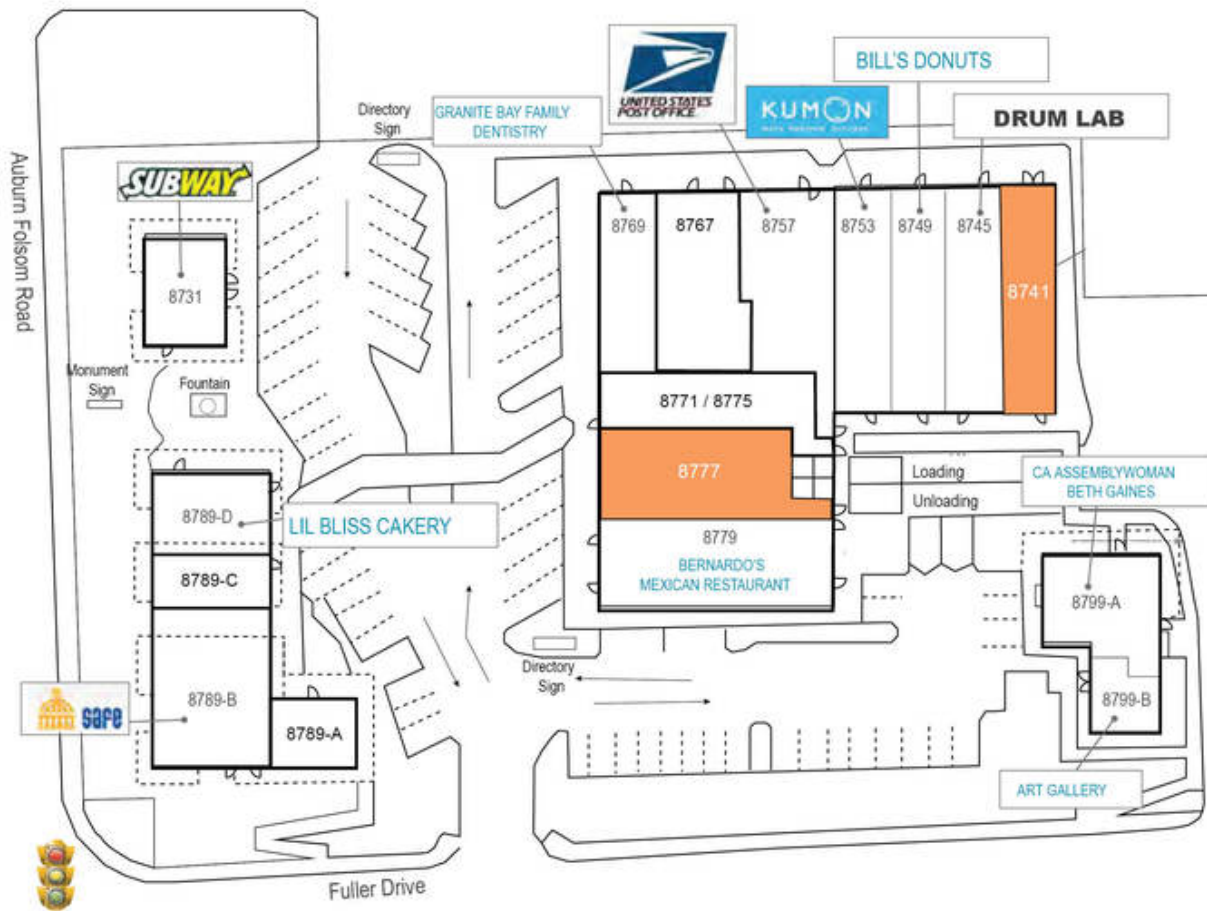 UNITED STATES
POST OFFICE
BILL'S DONUTS
KUMON
GRANITE BAY FAMILY
DENTISTRY
DRUM LAB
Directory
Sign
SUBWAY
Auburn Folsom Road
8769
8767
8757
8753
8749
8745
8741
8731
Monument
Sign
Fountain
8771 / 8775
8777
Loading
Unloading
CA ASSEMBLYWOMAN
BETH GAINES
8789-D
LIL BLISS CAKERY
8779
BERNARDO'S
MEXICAN RESTAURANT
8789-C
8799-A
Directory
Sign
8789-B
safe
8789-A
8799-B
ART GALLERY
Fuller Drive